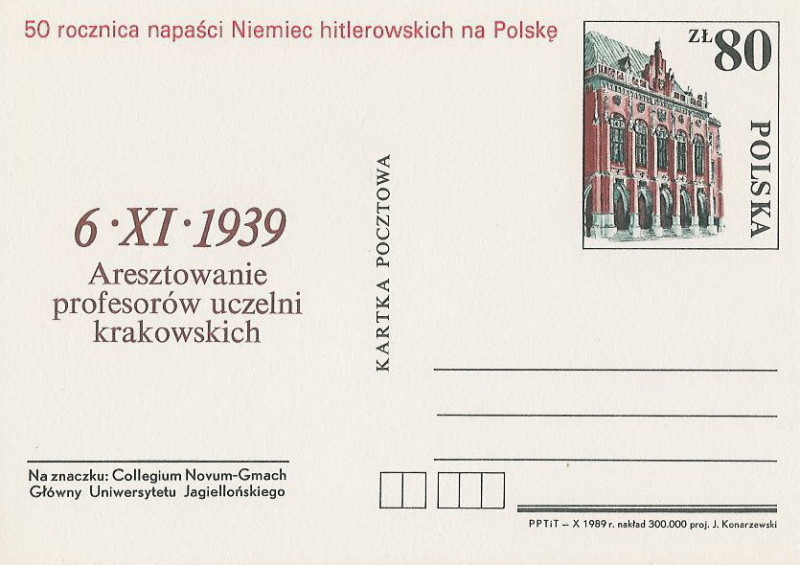 50 rocznica napaści Niemiec hitlerowskich na Polskę
ZŁ 80
POLSKA
6·XI·1939
Aresztowanie
profesorów uczelni
krakowskich
KARTKA POCZTOWA
Na znaczku: Collegium Novum-Gmach
Główny Uniwersytetu Jagiellońskiego
PPTiT – X 1989 r. nakład 300.000 proj. J. Konarzewski